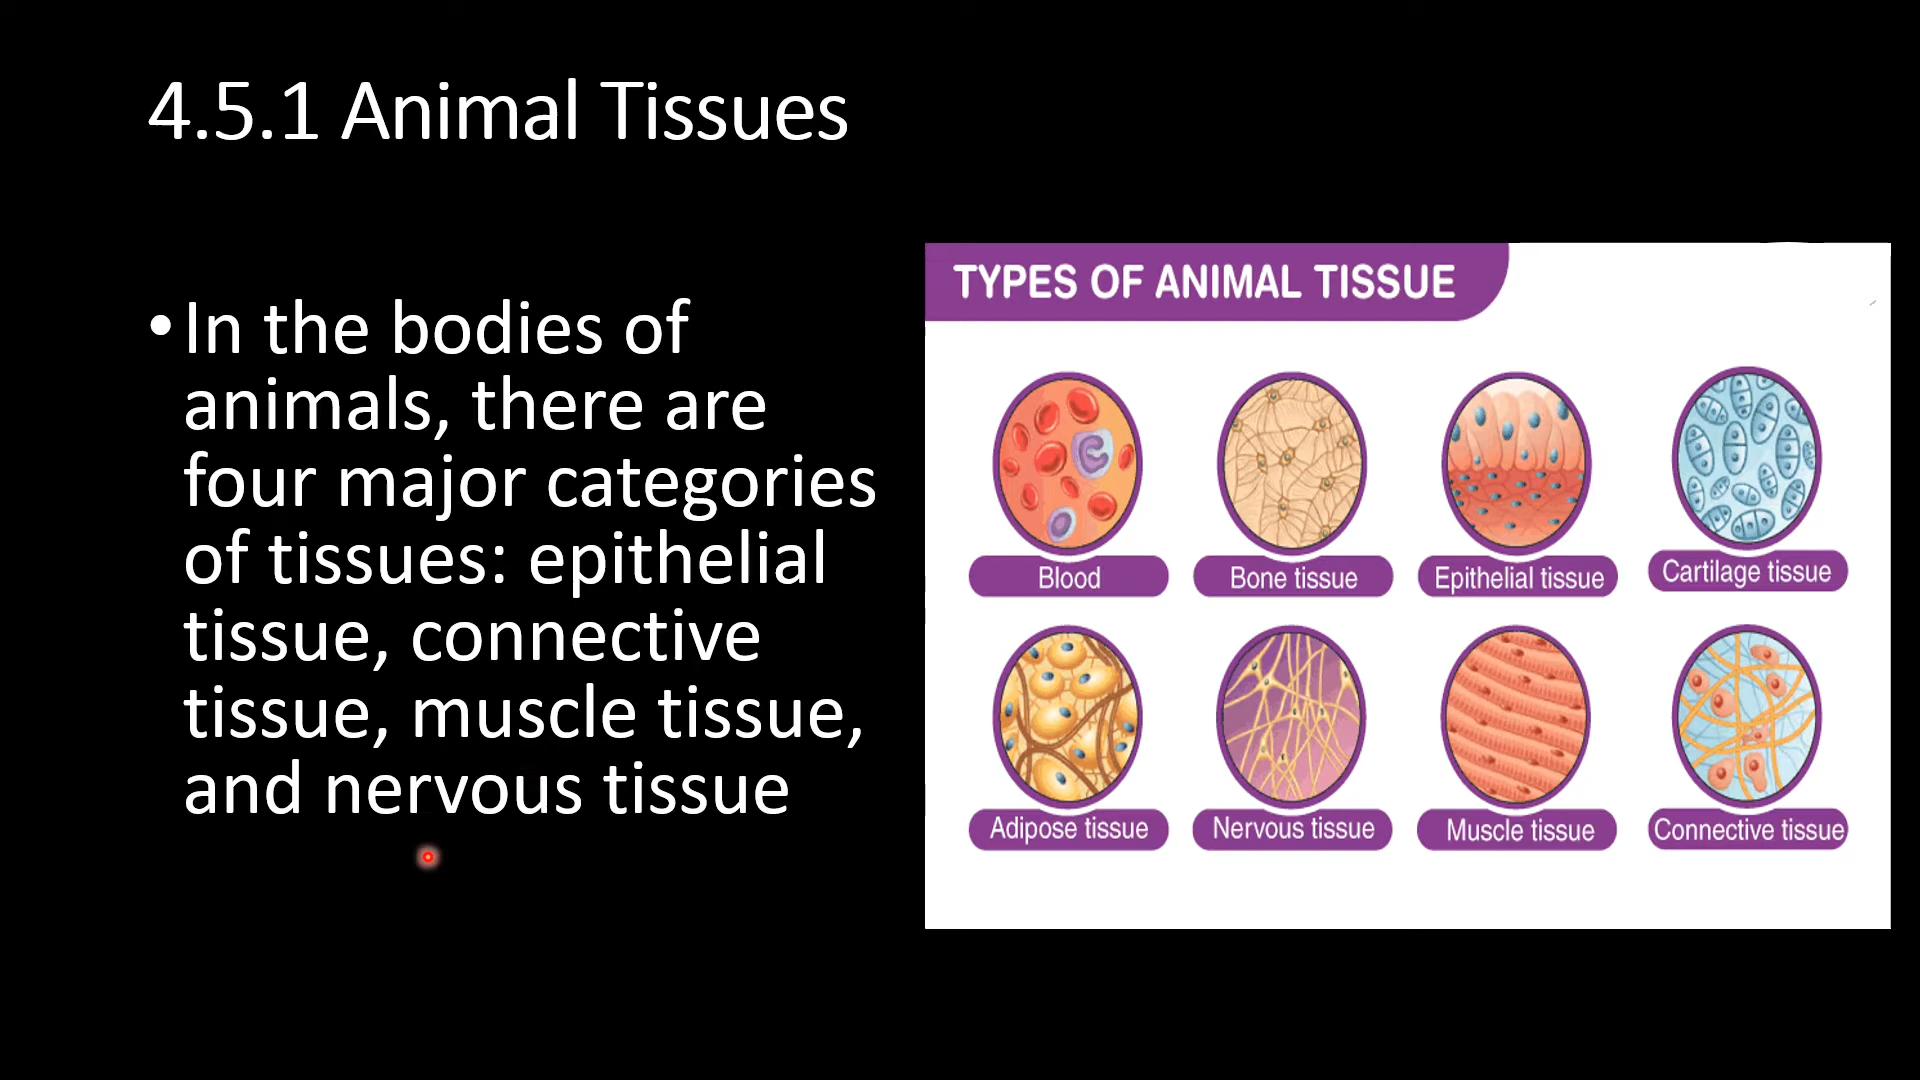 4.5.1 Animal Tissues
•In the bodies of
animals, there are
four major categories
of tissues: epithelial
tissue, connective
tissue, muscle tissue,
and nervous tissue
TYPES OF ANIMAL TISSUE
Blood
Bone tissue
Epithelial tissue
Cartilage tissue
Adipose tissue
Nervous tissue
Muscle tissue
Connective tissue